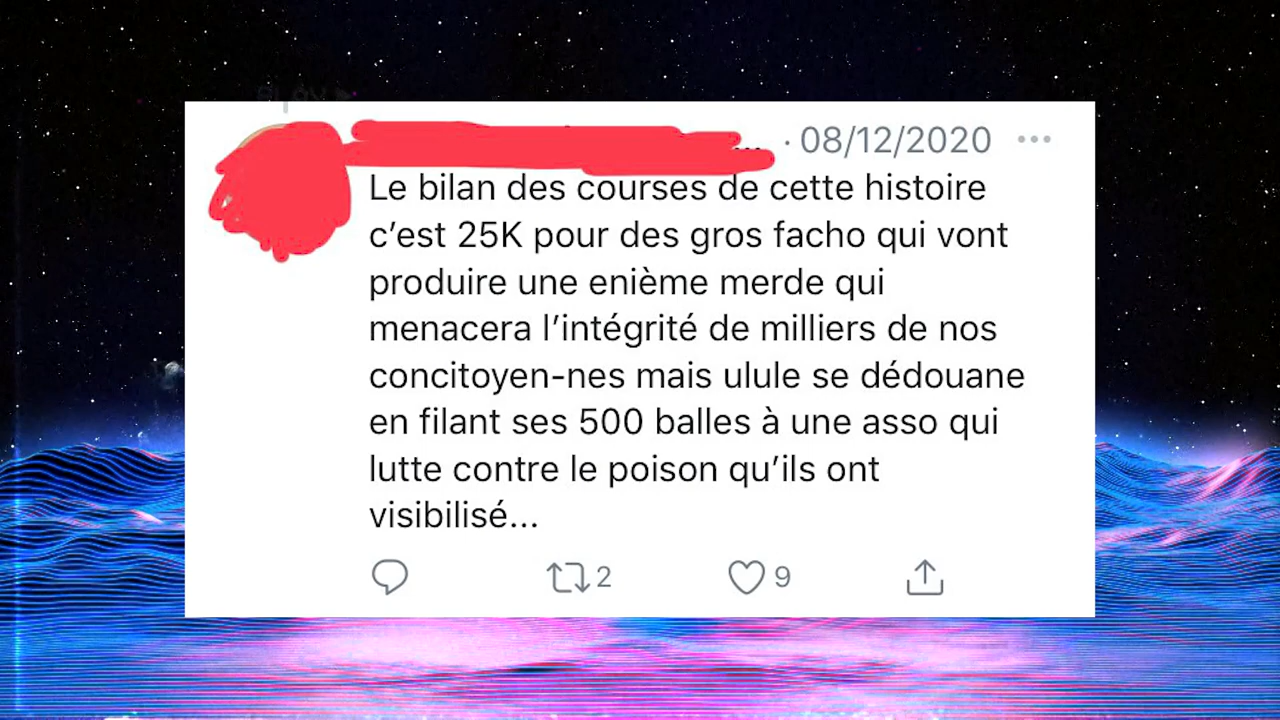 · 08/12/2020 ...
Le bilan des courses de cette histoire
c’est 25K pour des gros facho qui vont
produire une enième merde qui
menacera l’intégrité de milliers de nos
concitoyen-nes mais ulule se dédouane
en filant ses 500 balles à une asso qui
lutte contre le poison qu’ils ont
visibilisé...
2 9